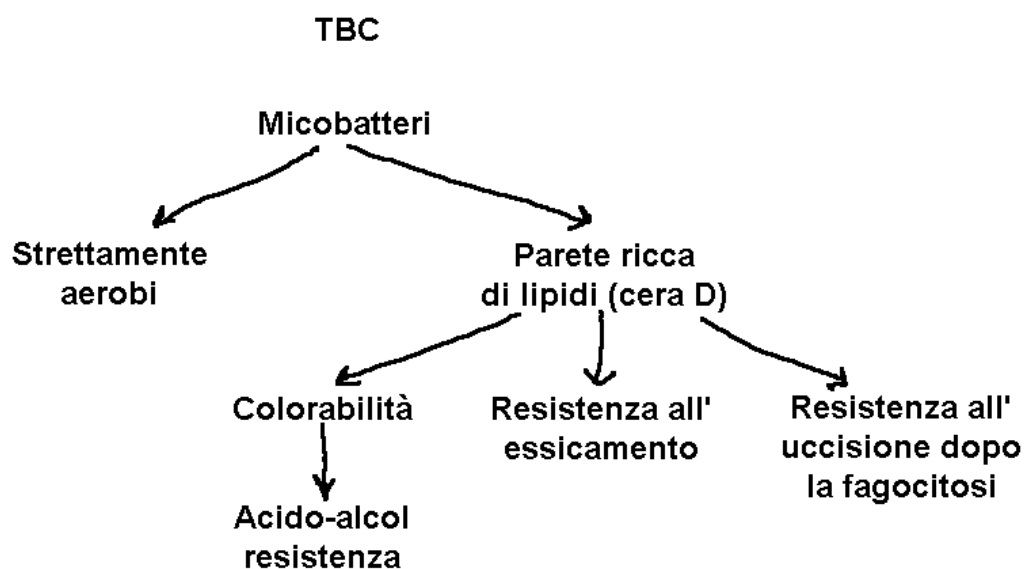 TBC
Micobatteri
Strettamente
aerobi
Parete ricca
di lipidi (cera D)
Colorabilità
Resistenza all'
essicamento
Resistenza all'
uccisione dopo
la fagocitosi
Acido-alcol
resistenza